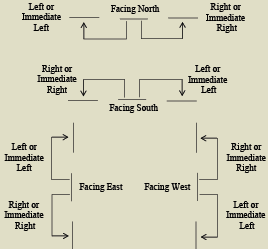 Left or
Immediate
Left
Facing North
Right or
Immediate
Right
Right or
Immediate
Right
Left or
Immediate
Left
Facing South
Left or
Immediate
Left
Right or
Immediate
Right
Facing East
Facing West
Right or
Immediate
Right
Left or
Immediate
Left